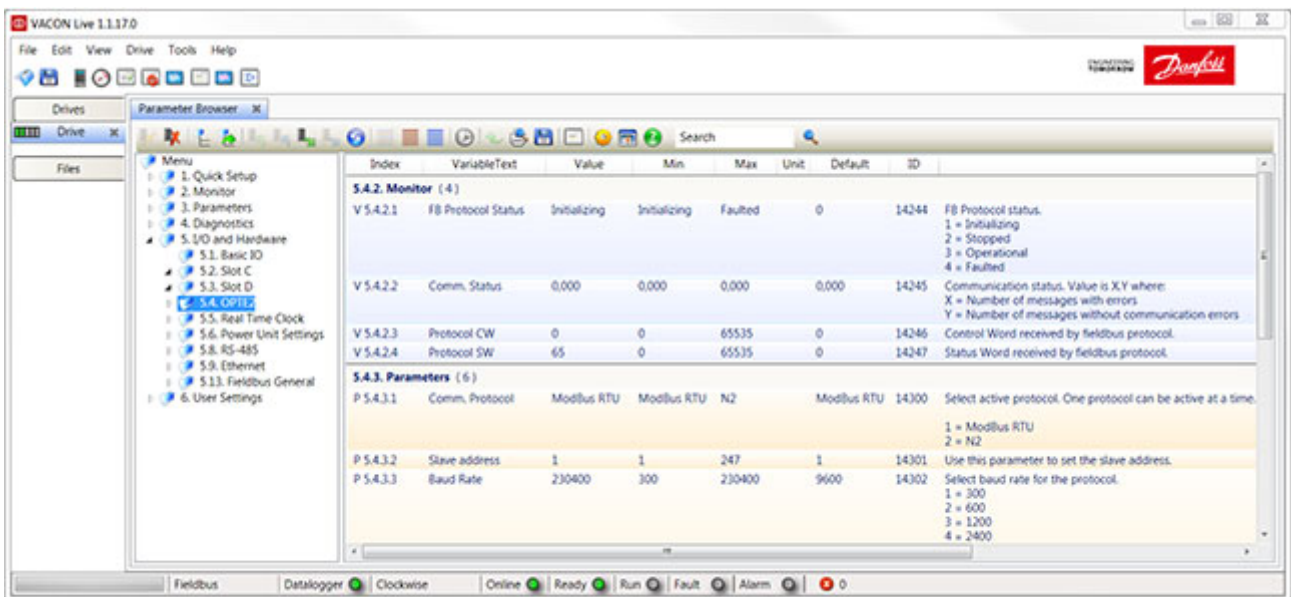 VACON Live 1.1.17.0
File Edit View Drive Tools Help
ENGINEERING
TOMORROW
Danfoss
Drives
Parameter Browser
Drive
Files
Search
Menu
1. Quick Setup
2. Monitor
3. Parameters
4. Diagnostics
5. I/O and Hardware
5.1. Basic IO
5.2. Slot C
5.3. Slot D
5.4. OPTE2
5.5. Real Time Clock
5.6. Power Unit Settings
5.8. RS-485
5.9. Ethernet
5.13. Fieldbus General
6. User Settings
Index VariableText Value Min Max Unit Default ID
5.4.2. Monitor (4)
V 5.4.2.1 FB Protocol Status Initializing Initializing Faulted 0 14244 FB Protocol status.
1 = Initializing
2 = Stopped
3 = Operational
4 = Faulted
V 5.4.2.2 Comm. Status 0,000 0,000 0,000 0,000 14245 Communication status. Value is X.Y where:
X = Number of messages with errors
Y = Number of messages without communication errors
V 5.4.2.3 Protocol CW 0 0 65535 0 14246 Control Word received by fieldbus protocol.
V 5.4.2.4 Protocol SW 65 0 65535 0 14247 Status Word received by fieldbus protocol.
5.4.3. Parameters (6)
P 5.4.3.1 Comm. Protocol ModBus RTU ModBus RTU N2 ModBus RTU 14300 Select active protocol. One protocol can be active at a time.
1 = ModBus RTU
2 = N2
P 5.4.3.2 Slave address 1 1 247 1 14301 Use this parameter to set the slave address.
P 5.4.3.3 Baud Rate 230400 300 230400 9600 14302 Select baud rate for the protocol.
1 = 300
2 = 600
3 = 1200
4 = 2400
Fieldbus Datalogger Clockwise Online Ready Run Fault Alarm 0